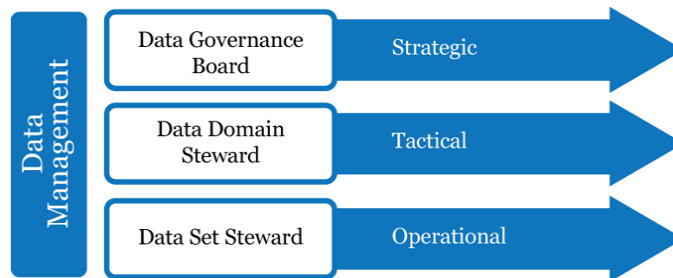 Data
Management
Data Governance
Board
Strategic
Data Domain
Steward
Tactical
Data Set Steward
Operational